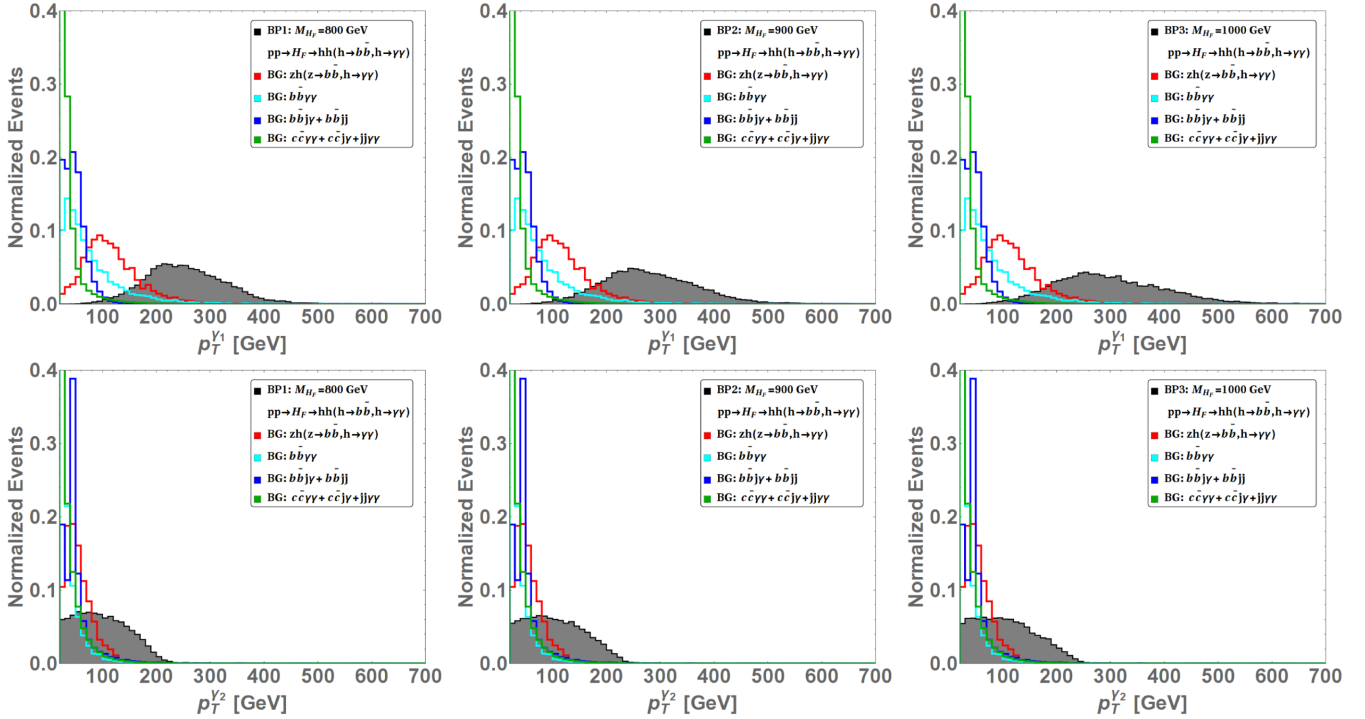 0.4
0.3
0.2
0.1
0.0
Normalized Events
BP1: M_{H_F}=800 GeV
pp→H_F→hh(h→bb̄,h→γγ)
BG: zh(z→bb̄,h→γγ)
BG: bb̄γγ
BG: bb̄jγ+bb̄jj
BG: cc̄γγ+cc̄jγ+jjγγ
100 200 300 400 500 600 700
p_T^{γ_1} [GeV]
0.4
0.3
0.2
0.1
0.0
Normalized Events
BP2: M_{H_F}=900 GeV
pp→H_F→hh(h→bb̄,h→γγ)
BG: zh(z→bb̄,h→γγ)
BG: bb̄γγ
BG: bb̄jγ+bb̄jj
BG: cc̄γγ+cc̄jγ+jjγγ
100 200 300 400 500 600 700
p_T^{γ_1} [GeV]
0.4
0.3
0.2
0.1
0.0
Normalized Events
BP3: M_{H_F}=1000 GeV
pp→H_F→hh(h→bb̄,h→γγ)
BG: zh(z→bb̄,h→γγ)
BG: bb̄γγ
BG: bb̄jγ+bb̄jj
BG: cc̄γγ+cc̄jγ+jjγγ
100 200 300 400 500 600 700
p_T^{γ_1} [GeV]
0.4
0.3
0.2
0.1
0.0
Normalized Events
BP1: M_{H_F}=800 GeV
pp→H_F→hh(h→bb̄,h→γγ)
BG: zh(z→bb̄,h→γγ)
BG: bb̄γγ
BG: bb̄jγ+bb̄jj
BG: cc̄γγ+cc̄jγ+jjγγ
100 200 300 400 500 600 700
p_T^{γ_2} [GeV]
0.4
0.3
0.2
0.1
0.0
Normalized Events
BP2: M_{H_F}=900 GeV
pp→H_F→hh(h→bb̄,h→γγ)
BG: zh(z→bb̄,h→γγ)
BG: bb̄γγ
BG: bb̄jγ+bb̄jj
BG: cc̄γγ+cc̄jγ+jjγγ
100 200 300 400 500 600 700
p_T^{γ_2} [GeV]
0.4
0.3
0.2
0.1
0.0
Normalized Events
BP3: M_{H_F}=1000 GeV
pp→H_F→hh(h→bb̄,h→γγ)
BG: zh(z→bb̄,h→γγ)
BG: bb̄γγ
BG: bb̄jγ+bb̄jj
BG: cc̄γγ+cc̄jγ+jjγγ
100 200 300 400 500 600 700
p_T^{γ_2} [GeV]